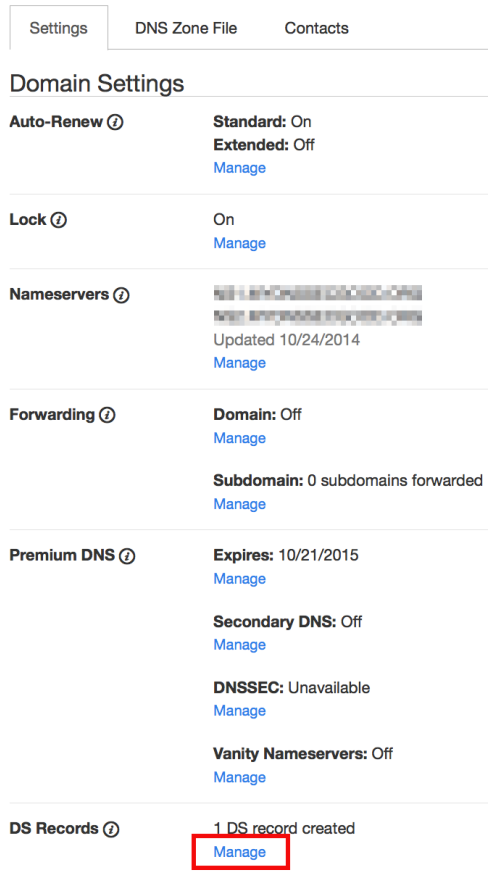 Settings DNS Zone File Contacts
Domain Settings
Auto-Renew Standard: On
Extended: Off
Manage
Lock On
Manage
Nameservers
Updated 10/24/2014
Manage
Forwarding Domain: Off
Manage
Subdomain: 0 subdomains forwarded
Manage
Premium DNS Expires: 10/21/2015
Manage
Secondary DNS: Off
Manage
DNSSEC: Unavailable
Manage
Vanity Nameservers: Off
Manage
DS Records 1 DS record created
Manage